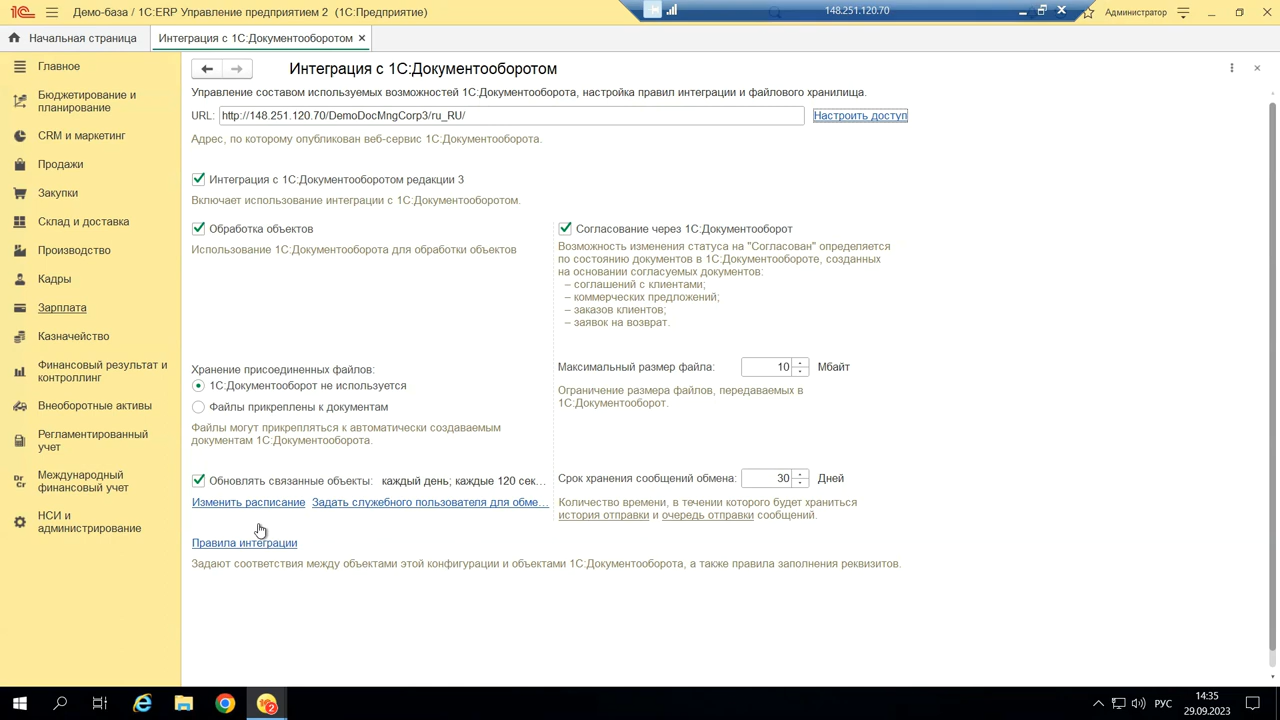 Демо-база / 1С:ERP Управление предприятием 2 (1С:Предприятие)
148.251.120.70
Администратор
Начальная страница
Интеграция с 1С:Документооборотом
Главное
Бюджетирование и
планирование
CRM и маркетинг
Продажи
Закупки
Склад и доставка
Производство
Кадры
Зарплата
Казначейство
Финансовый результат и
контроллинг
Внеоборотные активы
Регламентированный
учет
Международный
финансовый учет
НСИ и
администрирование
Интеграция с 1С:Документооборотом
Управление составом используемых возможностей 1С:Документооборота, настройка правил интеграции и файлового хранилища.
URL: http://148.251.120.70/DemoDocMngCorp3/ru_RU/ Настроить доступ
Адрес, по которому опубликован веб-сервис 1С:Документооборота.
Интеграция с 1С:Документооборотом редакции 3
Включает использование интеграции с 1С:Документооборотом.
Обработка объектов
Использование 1С:Документооборота для обработки объектов
Согласование через 1С:Документооборот
Возможность изменения статуса на "Согласован" определяется
по состоянию документов в 1С:Документообороте, созданных
на основании согласуемых документов:
– соглашений с клиентами;
– коммерческих предложений;
– заказов клиентов;
– заявок на возврат.
Хранение присоединенных файлов:
1С:Документооборот не используется
Файлы прикреплены к документам
Файлы могут прикрепляться к автоматически создаваемым
документам 1С:Документооборота.
Максимальный размер файла: 10 Мбайт
Ограничение размера файлов, передаваемых в
1С:Документооборот.
Обновлять связанные объекты: каждый день; каждые 120 сек...
Изменить расписание Задать служебного пользователя для обме...
Срок хранения сообщений обмена: 30 Дней
Количество времени, в течении которого будет храниться
история отправки и очередь отправки сообщений.
Правила интеграции
Задают соответствия между объектами этой конфигурации и объектами 1С:Документооборота, а также правила заполнения реквизитов.
2
РУС
14:35
29.09.2023